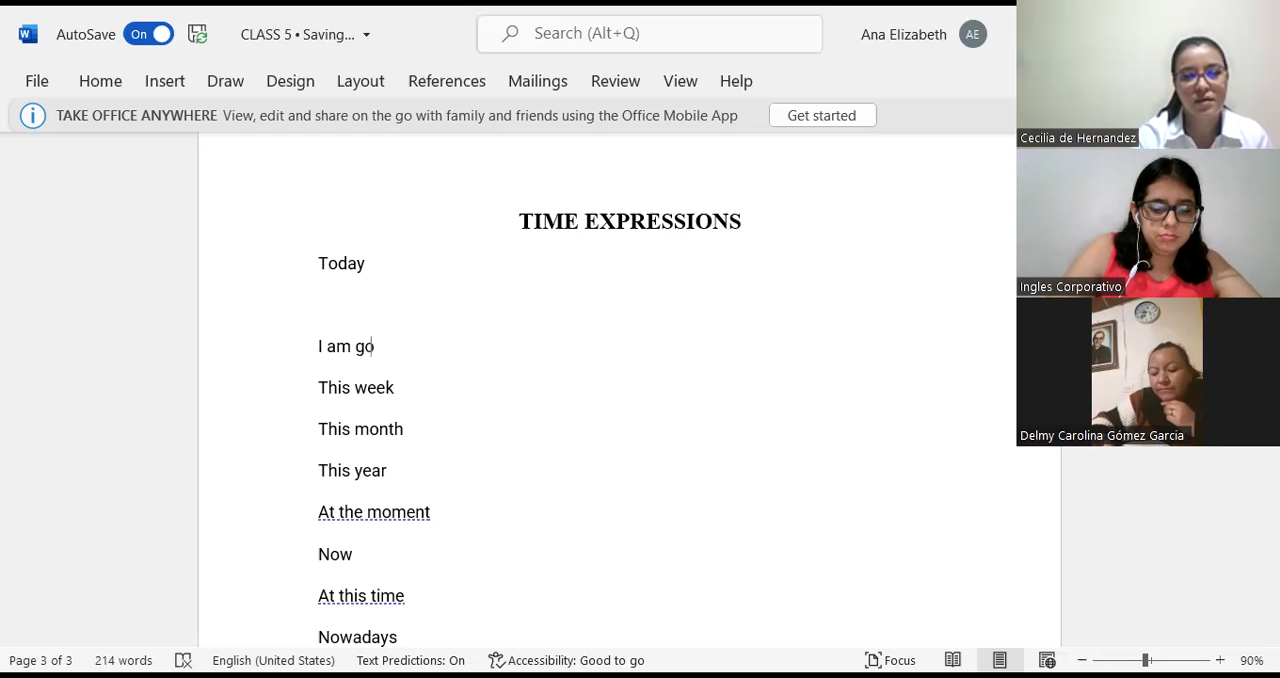 AutoSave On CLASS 5 • Saving... Search (Alt+Q) Ana Elizabeth AE
File Home Insert Draw Design Layout References Mailings Review View Help
TAKE OFFICE ANYWHERE View, edit and share on the go with family and friends using the Office Mobile App Get started
TIME EXPRESSIONS
Today
I am go
This week
This month
This year
At the moment
Now
At this time
Nowadays
Page 3 of 3 214 words English (United States) Text Predictions: On Accessibility: Good to go Focus 90%
Cecilia de Hernandez
Ingles Corporativo
Delmy Carolina Gómez Garcia